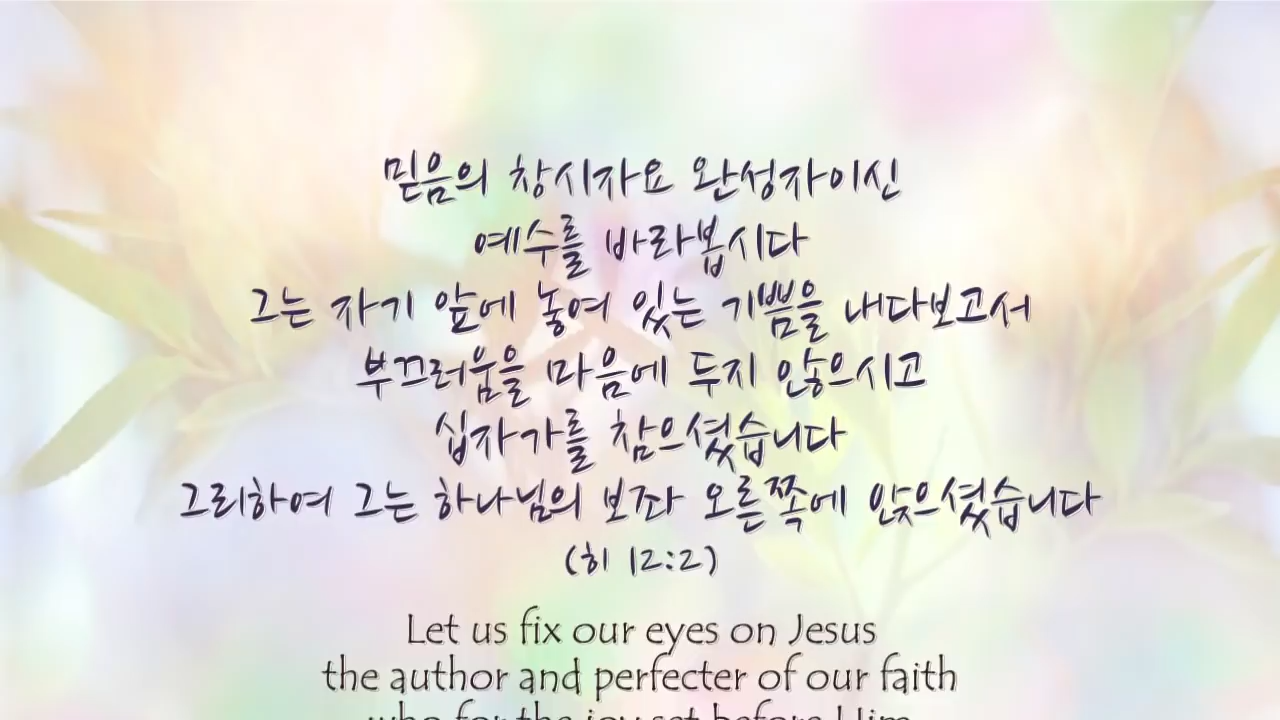 믿음의 창시자요 완성자이신
예수를 바라봅시다
그는 자기 앞에 놓여 있는 기쁨을 내다보고서
부끄러움을 마음에 두지 않으시고
십자가를 참으셨습니다
그리하여 그는 하나님의 보좌 오른쪽에 앉으셨습니다
(히 12:2)
Let us fix our eyes on Jesus
the author and perfecter of our faith
who for the joy set before Him